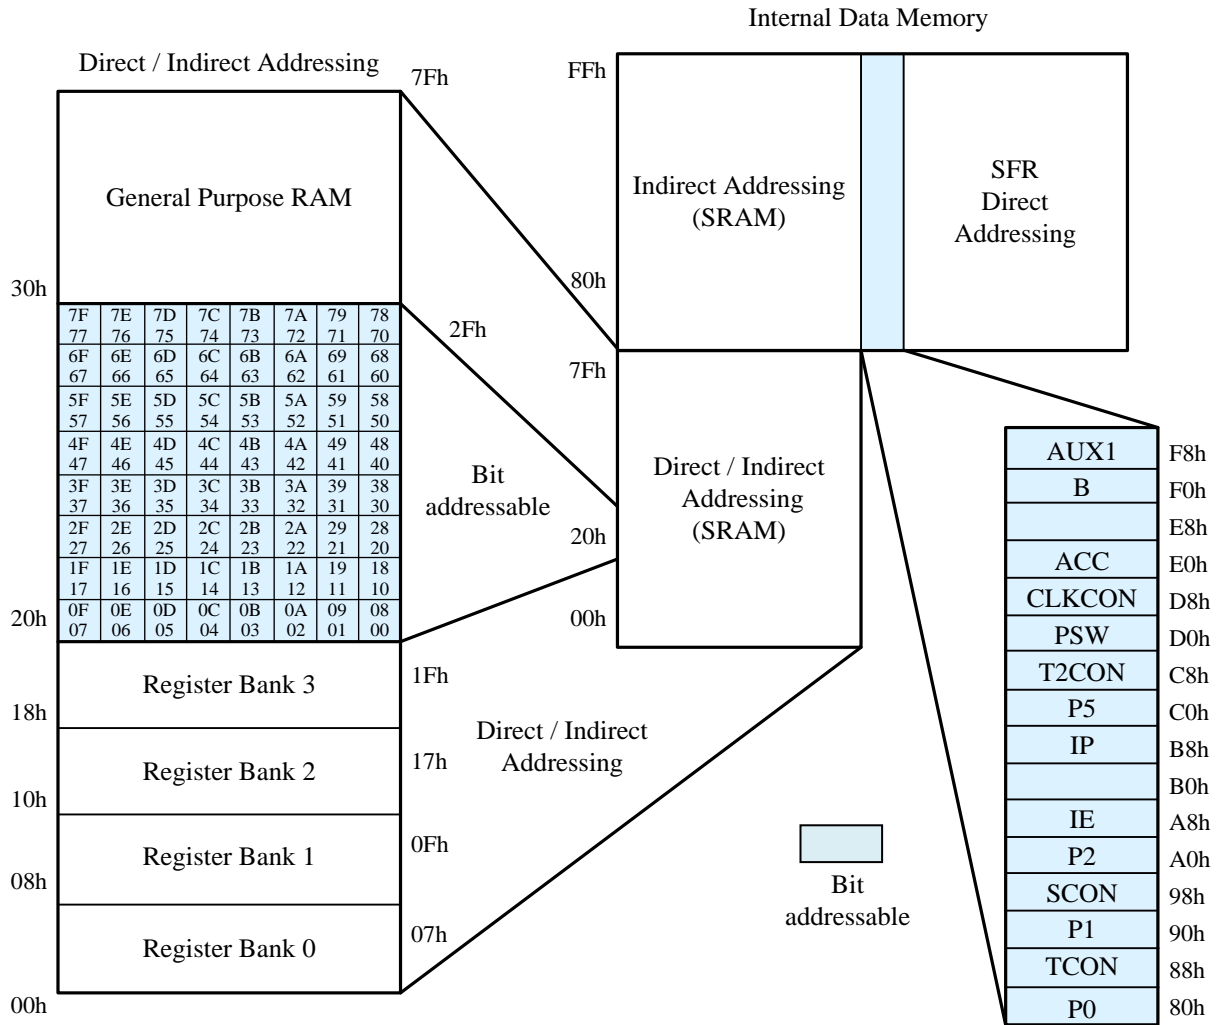 Internal Data Memory
Direct / Indirect Addressing
7Fh
General Purpose RAM
30h
7F 7E 7D 7C 7B 7A 79 78
77 76 75 74 73 72 71 70
6F 6E 6D 6C 6B 6A 69 68
67 66 65 64 63 62 61 60
5F 5E 5D 5C 5B 5A 59 58
57 56 55 54 53 52 51 50
4F 4E 4D 4C 4B 4A 49 48
47 46 45 44 43 42 41 40
3F 3E 3D 3C 3B 3A 39 38
37 36 35 34 33 32 31 30
2F 2E 2D 2C 2B 2A 29 28
27 26 25 24 23 22 21 20
1F 1E 1D 1C 1B 1A 19 18
17 16 15 14 13 12 11 10
0F 0E 0D 0C 0B 0A 09 08
07 06 05 04 03 02 01 00
20h
2Fh
Bit
addressable
Register Bank 3
1Fh
18h
Register Bank 2
17h
10h
Register Bank 1
0Fh
08h
Register Bank 0
07h
00h
Direct / Indirect
Addressing
FFh
Indirect Addressing
(SRAM)
80h
SFR
Direct
Addressing
7Fh
Direct / Indirect
Addressing
(SRAM)
20h
00h
AUX1 F8h
B F0h
E8h
ACC E0h
CLKCON D8h
PSW D0h
T2CON C8h
P5 C0h
IP B8h
B0h
IE A8h
P2 A0h
SCON 98h
P1 90h
TCON 88h
P0 80h
Bit
addressable